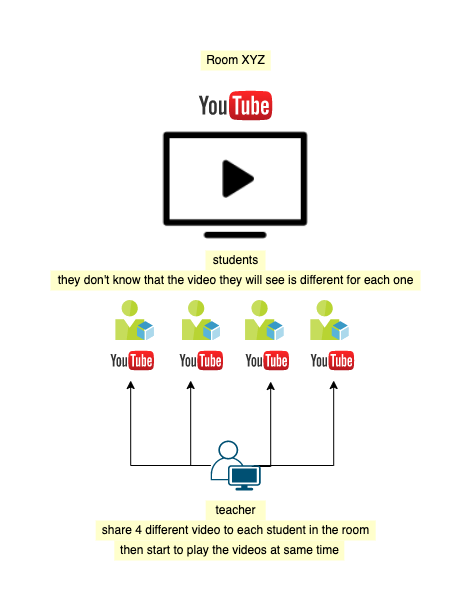 Room XYZ
YouTube
students
they don't know that the video they will see is different for each one
YouTube YouTube YouTube YouTube
teacher
share 4 different video to each student in the room
then start to play the videos at same time